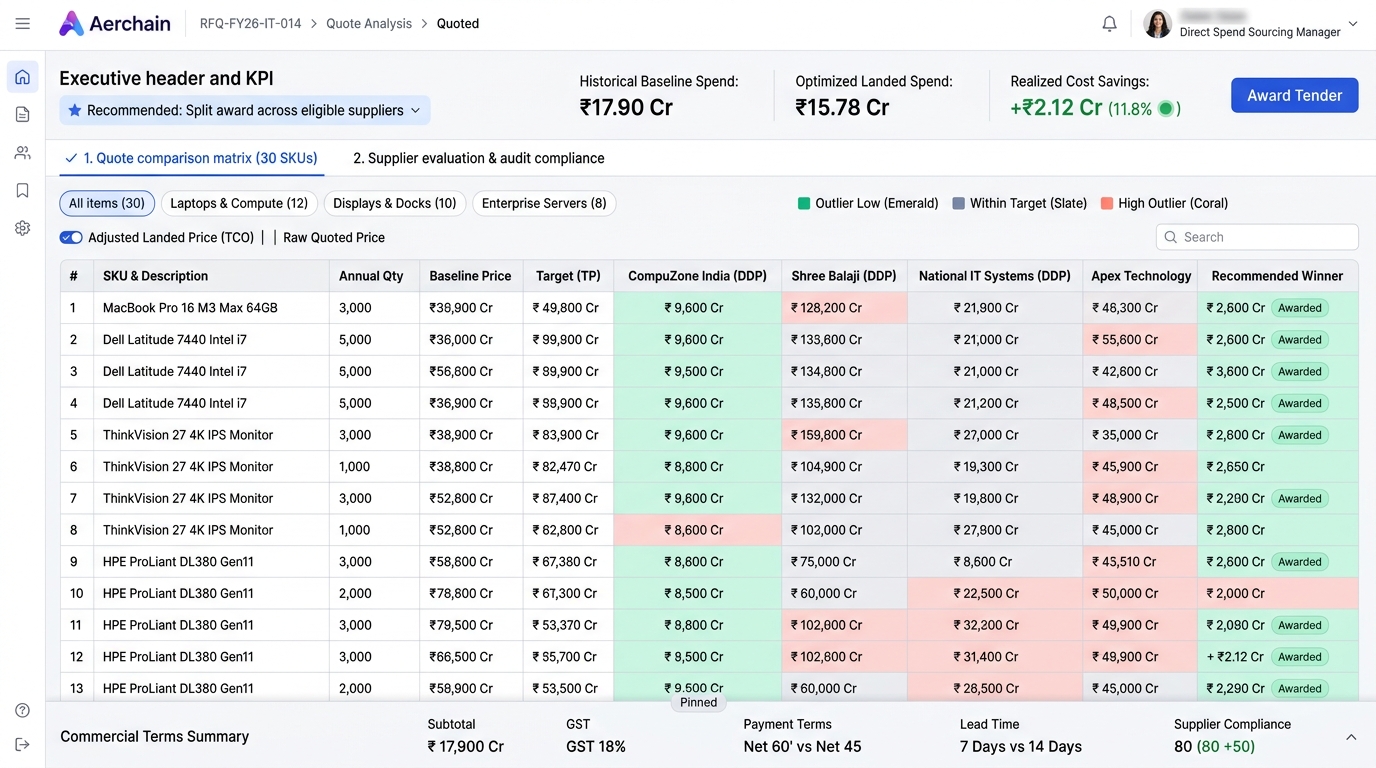 Aerchain RFQ-FY26-IT-014 > Quote Analysis > Quoted
Direct Spend Sourcing Manager
Executive header and KPI
Recommended: Split award across eligible suppliers
Historical Baseline Spend:
₹17.90 Cr
Optimized Landed Spend:
₹15.78 Cr
Realized Cost Savings:
+₹2.12 Cr (11.8%)
Award Tender
1. Quote comparison matrix (30 SKUs) 2. Supplier evaluation & audit compliance
All items (30) Laptops & Compute (12) Displays & Docks (10) Enterprise Servers (8) Outlier Low (Emerald) Within Target (Slate) High Outlier (Coral)
Adjusted Landed Price (TCO) | | Raw Quoted Price Search
# SKU & Description Annual Qty Baseline Price Target (TP) CompuZone India (DDP) Shree Balaji (DDP) National IT Systems (DDP) Apex Technology Recommended Winner
1 MacBook Pro 16 M3 Max 64GB 3,000 ₹38,900 Cr ₹ 49,800 Cr ₹ 9,600 Cr ₹ 128,200 Cr ₹ 21,900 Cr ₹ 46,300 Cr ₹ 2,600 Cr Awarded
2 Dell Latitude 7440 Intel i7 5,000 ₹36,000 Cr ₹ 99,800 Cr ₹ 9,600 Cr ₹ 133,600 Cr ₹ 21,000 Cr ₹ 55,600 Cr ₹ 2,600 Cr Awarded
3 Dell Latitude 7440 Intel i7 5,000 ₹56,800 Cr ₹ 89,900 Cr ₹ 9,500 Cr ₹ 134,800 Cr ₹ 21,000 Cr ₹ 42,800 Cr ₹ 3,600 Cr Awarded
4 Dell Latitude 7440 Intel i7 5,000 ₹36,900 Cr ₹ 89,900 Cr ₹ 9,600 Cr ₹ 135,800 Cr ₹ 21,200 Cr ₹ 48,500 Cr ₹ 2,500 Cr Awarded
5 ThinkVision 27 4K IPS Monitor 3,000 ₹38,900 Cr ₹ 83,900 Cr ₹ 9,600 Cr ₹ 159,800 Cr ₹ 27,000 Cr ₹ 35,000 Cr ₹ 2,600 Cr Awarded
6 ThinkVision 27 4K IPS Monitor 1,000 ₹38,800 Cr ₹ 82,470 Cr ₹ 8,800 Cr ₹ 104,900 Cr ₹ 19,300 Cr ₹ 45,900 Cr ₹ 2,650 Cr
7 ThinkVision 27 4K IPS Monitor 3,000 ₹52,800 Cr ₹ 87,400 Cr ₹ 9,600 Cr ₹ 132,000 Cr ₹ 19,800 Cr ₹ 48,900 Cr ₹ 2,200 Cr Awarded
8 ThinkVision 27 4K IPS Monitor 1,000 ₹52,800 Cr ₹ 82,800 Cr ₹ 8,600 Cr ₹ 102,000 Cr ₹ 27,900 Cr ₹ 45,000 Cr ₹ 2,800 Cr
9 HPE ProLiant DL380 Gen11 3,000 ₹58,800 Cr ₹ 67,380 Cr ₹ 8,600 Cr ₹ 75,000 Cr ₹ 8,600 Cr ₹ 45,510 Cr ₹ 2,600 Cr Awarded
10 HPE ProLiant DL380 Gen11 2,000 ₹78,800 Cr ₹ 67,300 Cr ₹ 8,500 Cr ₹ 60,000 Cr ₹ 22,500 Cr ₹ 50,000 Cr ₹ 2,000 Cr
11 HPE ProLiant DL380 Gen11 3,000 ₹79,500 Cr ₹ 53,370 Cr ₹ 8,800 Cr ₹ 102,600 Cr ₹ 32,200 Cr ₹ 49,900 Cr ₹ 2,080 Cr Awarded
12 HPE ProLiant DL380 Gen11 3,000 ₹66,500 Cr ₹ 55,700 Cr ₹ 8,500 Cr ₹ 102,600 Cr ₹ 31,400 Cr ₹ 49,900 Cr + ₹2.12 Cr Awarded
13 HPE ProLiant DL380 Gen11 2,000 ₹58,900 Cr ₹ 53,500 Cr ₹ 9,500 Cr ₹ 60,000 Cr ₹ 28,500 Cr ₹ 45,000 Cr ₹ 2,290 Cr Awarded
Pinned
Commercial Terms Summary
Subtotal
₹ 17,900 Cr
GST
GST 18%
Payment Terms
Net 60' vs Net 45
Lead Time
7 Days vs 14 Days
Supplier Compliance
80 (80 +50)